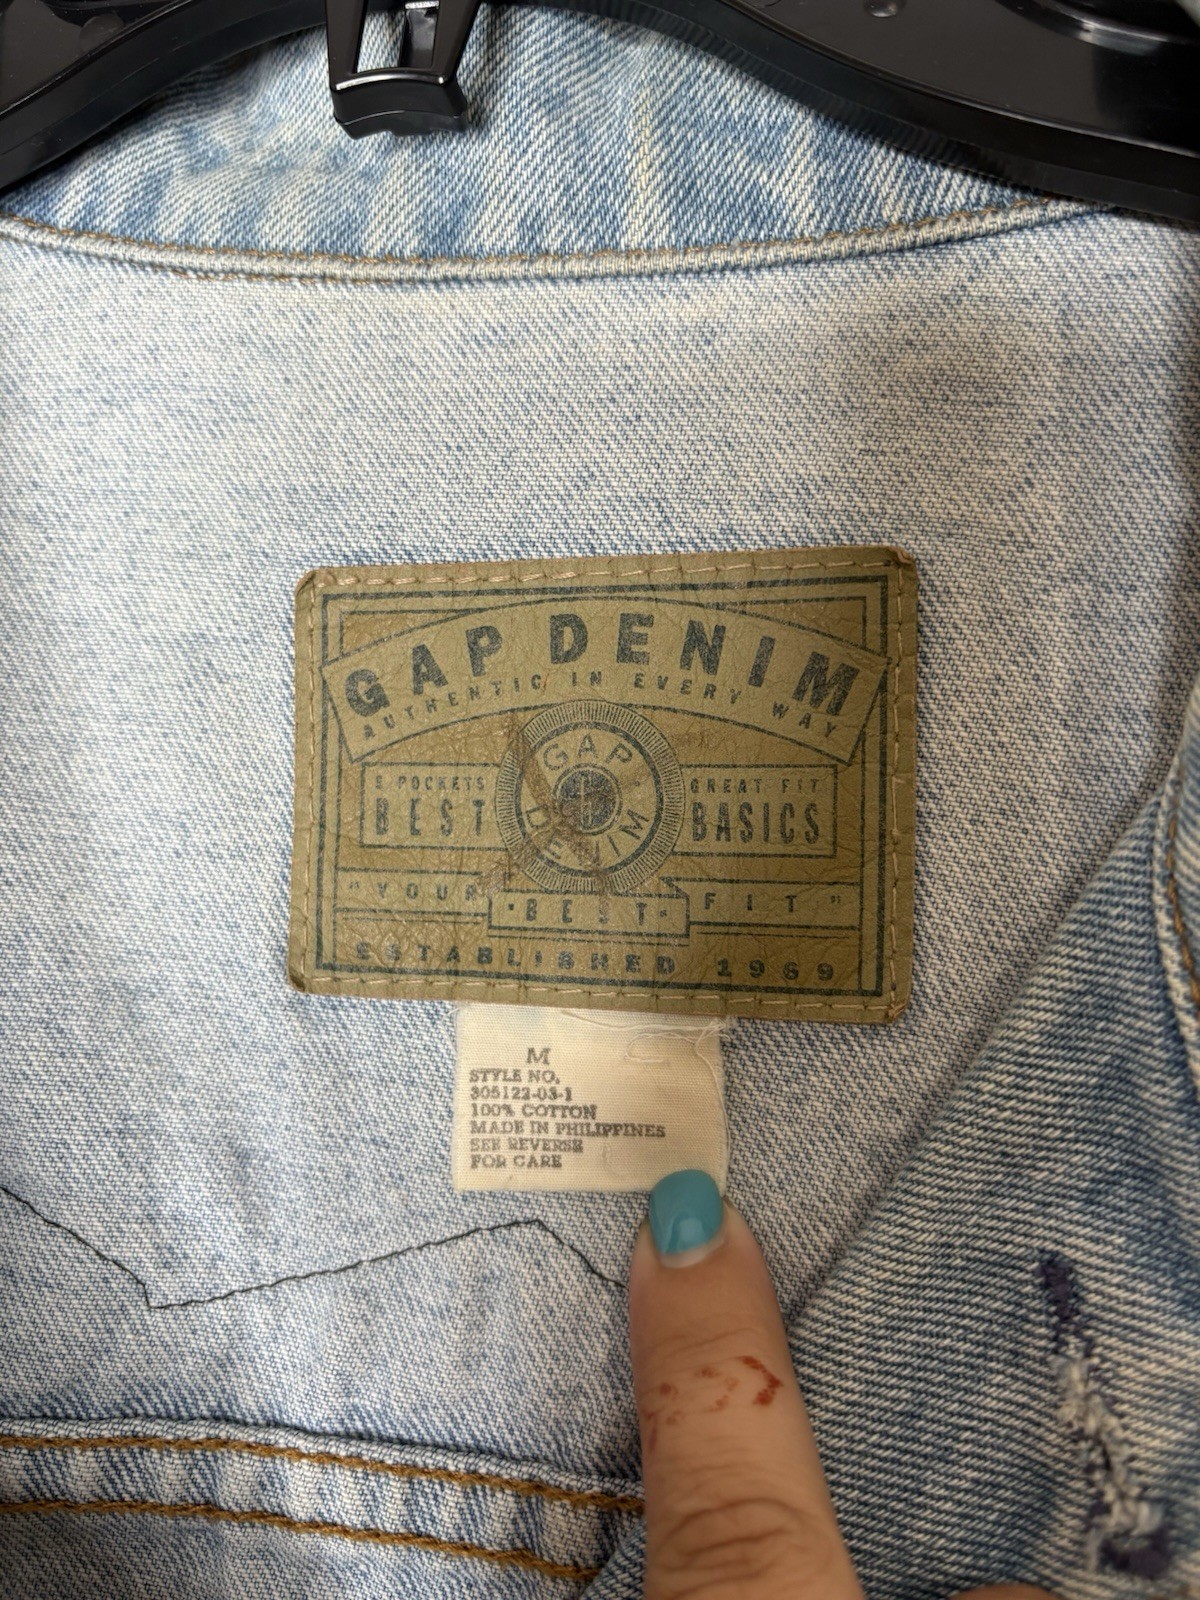 GAP DENIM
AUTHENTIC IN EVERY WAY
GAP
DENIM
5 POCKETS
BEST
GREAT FIT
BASICS
"YOUR •BEST• FIT"
ESTABLISHED 1969
M
STYLE NO.
305122-03-1
100% COTTON
MADE IN PHILIPPINES
SEE REVERSE
FOR CARE